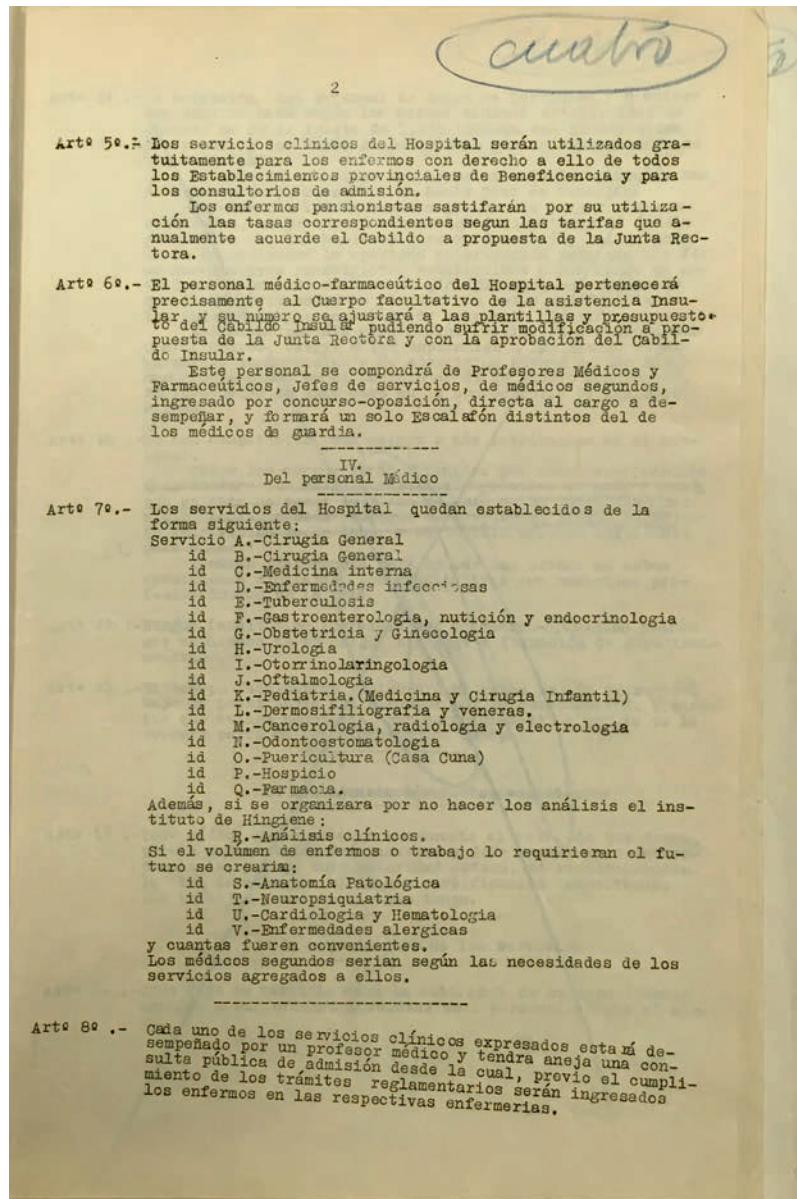 cuatro
2
Artº 5º.- Los servicios clinicos del Hospital serán utilizados gra-
tuitamente para los enfermos con derecho a ello de todos
los Establecimientos provinciales de Beneficencia y para
los consultorios de admisión.
Los enfermos pensionistas sastifarán por su utiliza-
ción las tasas correspondientes segun las tarifas que a-
nualmente acuerde el Cabildo a propuesta de la Junta Rec-
tora.
Artº 6º.- El personal médico-farmaceútico del Hospital pertenecerá
precisamente al Cuerpo facultativo de la asistencia Insu-
lar y su número se ajustará a las plantillas y presupuesto-
to del Cabildo Insular pudiendo sufrir modificación a pro-
puesta de la Junta Rectora y con la aprobación del Cabil-
do Insular.
Este personal se compondrá de Profesores Médicos y
Farmaceúticos, Jefes de servicios, de médicos segundos,
ingresado por concurso-oposición, directa al cargo a de-
sempeñar, y formará un solo Escalafón distintos del de
los médicos de guardia.
IV.
Del personal Médico
Artº 7º.- Los servicios del Hospital quedan establecidos de la
forma siguiente:
Servicio A.-Cirugia General
id B.-Cirugia General
id C.-Medicina interna
id D.-Enfermedades infecciosas
id E.-Tuberculosis
id F.-Gastroenterologia, nutición y endocrinologia
id G.-Obstetricia y Ginecologia
id H.-Urologia
id I.-Otorrinolaringologia
id J.-Oftalmologia
id K.-Pediatria.(Medicina y Cirugia Infantil)
id L.-Dermosifiliografia y veneras.
id M.-Cancerologia, radiologia y electrologia
id N.-Odontoestomatologia
id O.-Puericultura (Casa Cuna)
id P.-Hospicio
id Q.-Farmacia.
Además, si se organizara por no hacer los análisis el ins-
tituto de Hingiene:
id R.-Análisis clínicos.
Si el volúmen de enfermos o trabajo lo requirieran el fu-
turo se crearian:
id S.-Anatomía Patológica
id T.-Neuropsiquiatria
id U.-Cardiologia y Hematologia
id V.-Enfermedades alergicas
y cuantas fueren convenientes.
Los médicos segundos serian según las necesidades de los
servicios agregados a ellos.
Artº 8º .- Cada uno de los servicios clínicos expresados estará de-
sempeñado por un profesor médico y tendra aneja una con-
sulta pública de admisión desde la cual, previo el cumpli-
miento de los trámites reglamentarios serán ingresados
los enfermos en las respectivas enfermerias.